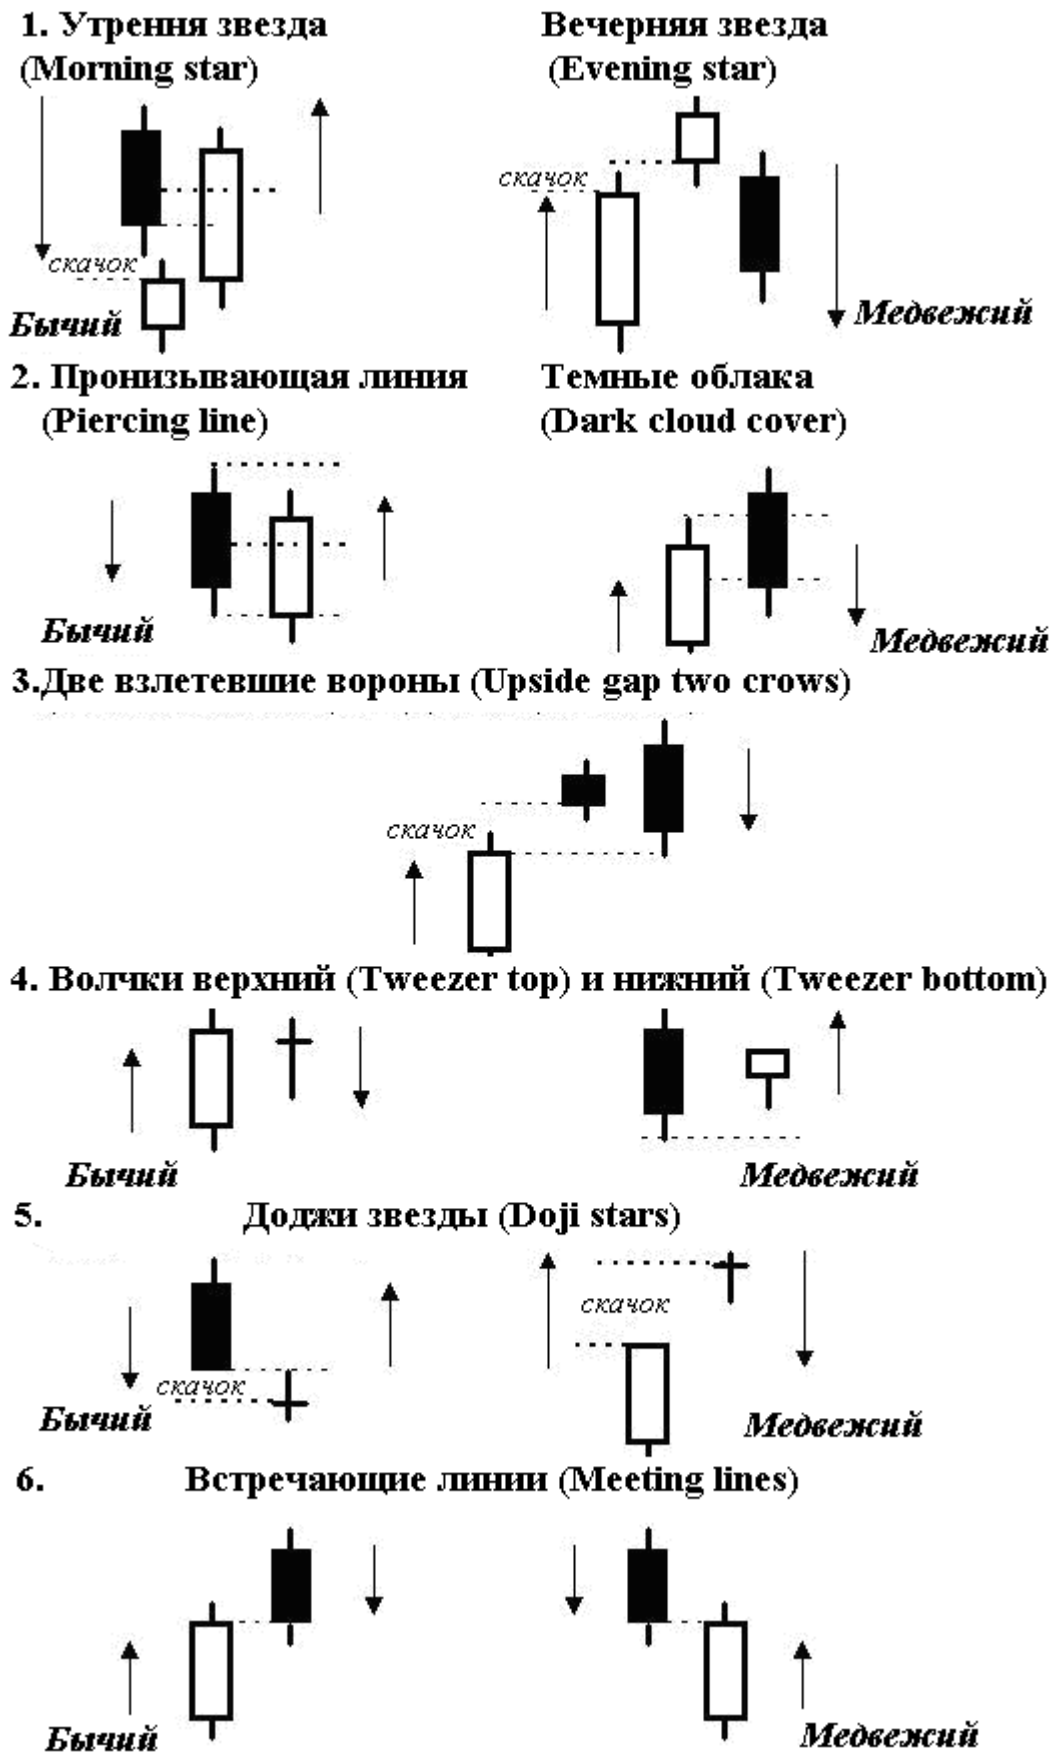 1. Утрення звезда
(Morning star)
Вечерняя звезда
(Evening star)
скачок
Бычий
скачок
Медвежий
2. Пронизывающая линия
(Piercing line)
Темные облака
(Dark cloud cover)
Бычий
Медвежий
3.Две взлетевшие вороны (Upside gap two crows)
скачок
4. Волчки верхний (Tweezer top) и нижний (Tweezer bottom)
Бычий
Медвежий
5. Доджи звезды (Doji stars)
скачок
Бычий
скачок
Медвежий
6. Встречающие линии (Meeting lines)
Бычий
Медвежий